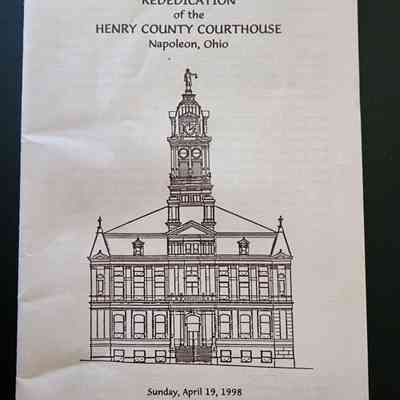 REDEDICATION
of the
HENRY COUNTY COURTHOUSE
Napoleon, Ohio
Sunday, April 19, 1998